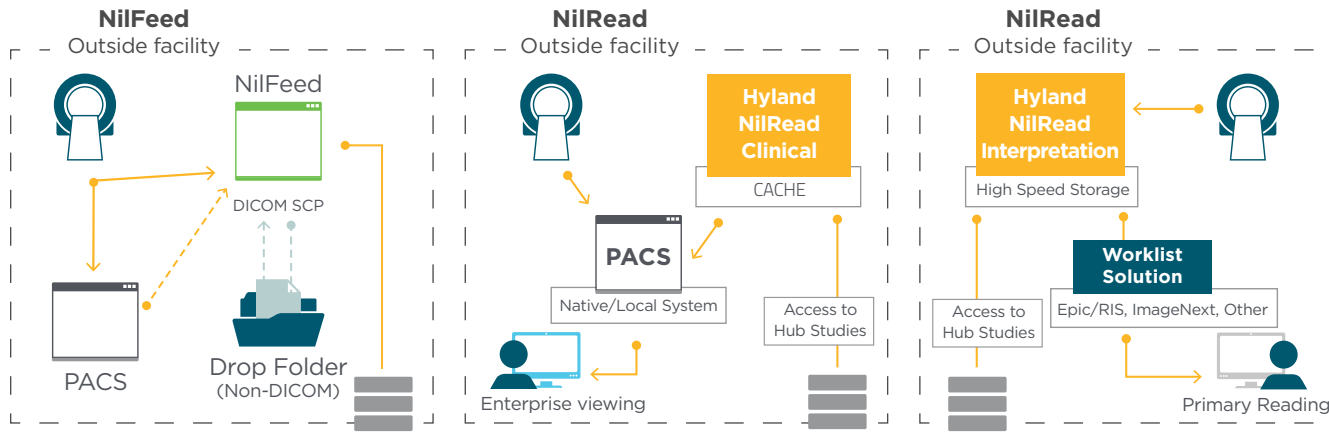 NilFeed
Outside facility
NilFeed
DICOM SCP
PACS
Drop Folder
(Non-DICOM)
NilRead
Outside facility
Hyland
NilRead
Clinical
CACHE
PACS
Native/Local System
Access to
Hub Studies
Enterprise viewing
NilRead
Outside facility
Hyland
NilRead
Interpretation
High Speed Storage
Worklist
Solution
Epic/RIS, ImageNext, Other
Access to
Hub Studies
Primary Reading